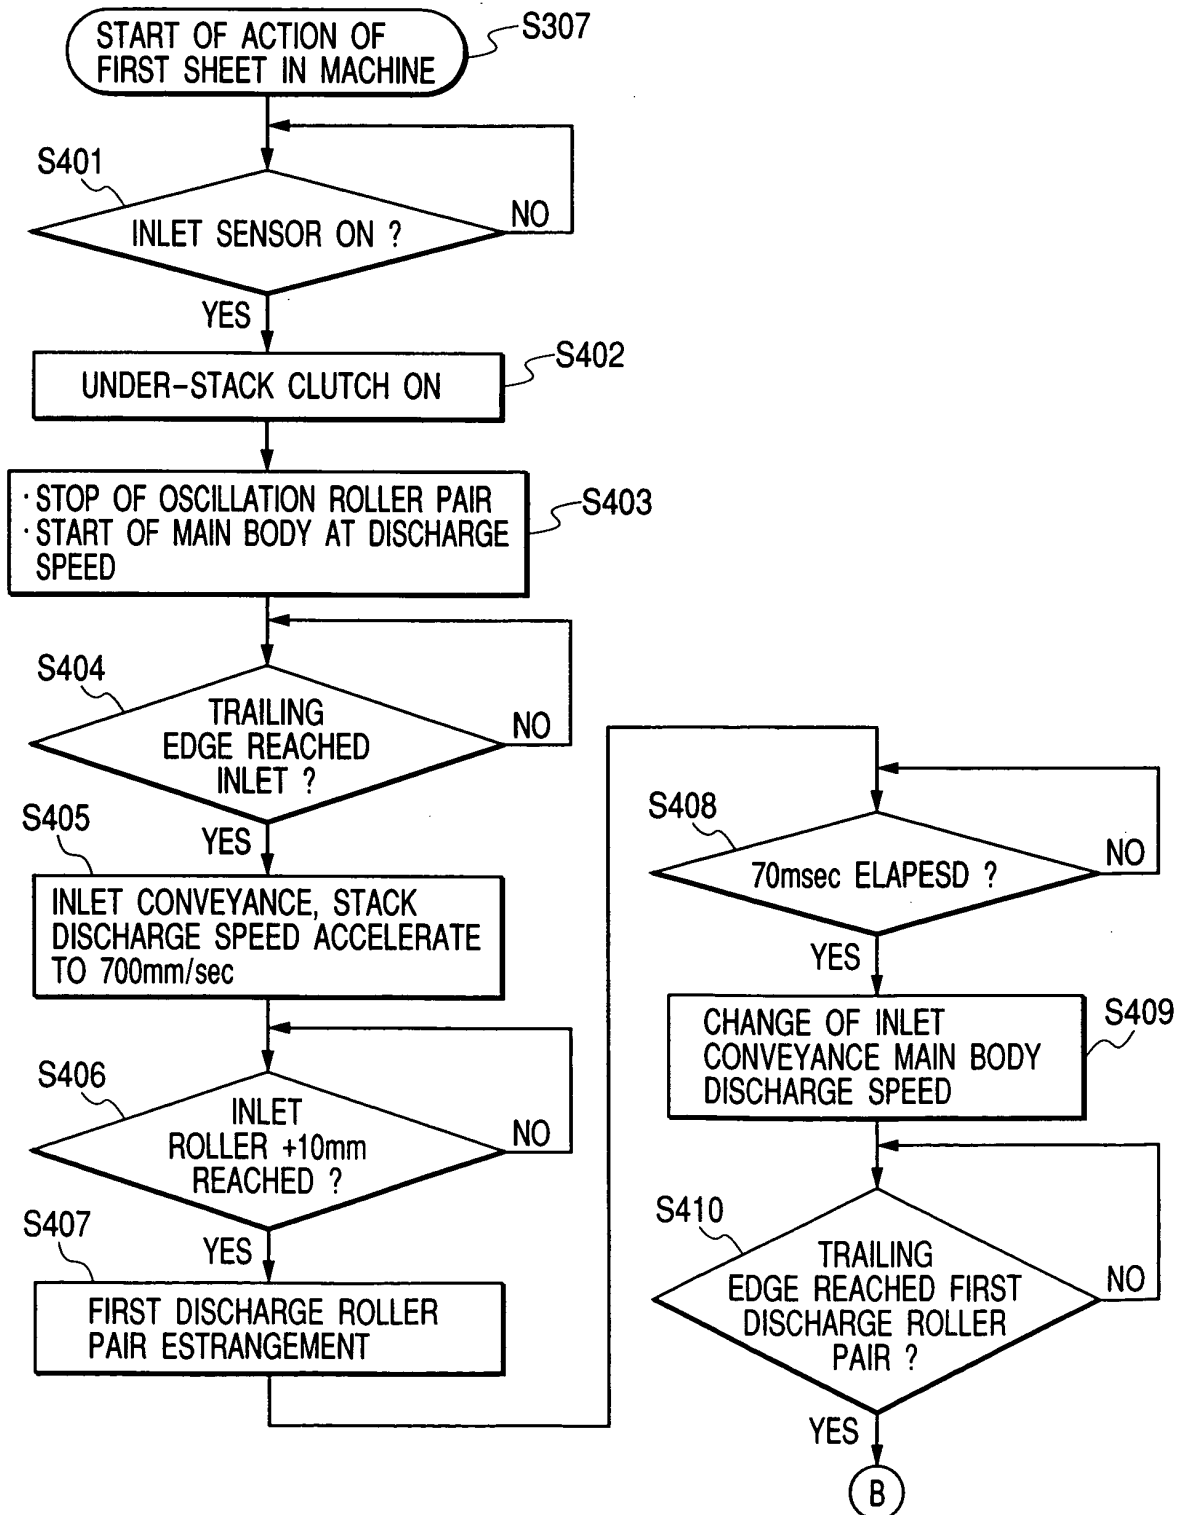 START OF ACTION OF
FIRST SHEET IN MACHINE
S307
S401
INLET SENSOR ON ?
NO
YES
UNDER-STACK CLUTCH ON
S402
·STOP OF OSCILLATION ROLLER PAIR
·START OF MAIN BODY AT DISCHARGE
SPEED
S403
S404
TRAILING
EDGE REACHED
INLET ?
NO
YES
S405
INLET CONVEYANCE, STACK
DISCHARGE SPEED ACCELERATE
TO 700mm/sec
S406
INLET
ROLLER +10mm
REACHED ?
NO
YES
S407
FIRST DISCHARGE ROLLER
PAIR ESTRANGEMENT
S408
70msec ELAPESD ?
NO
YES
CHANGE OF INLET
CONVEYANCE MAIN BODY
DISCHARGE SPEED
S409
S410
TRAILING
EDGE REACHED FIRST
DISCHARGE ROLLER
PAIR ?
NO
YES
B